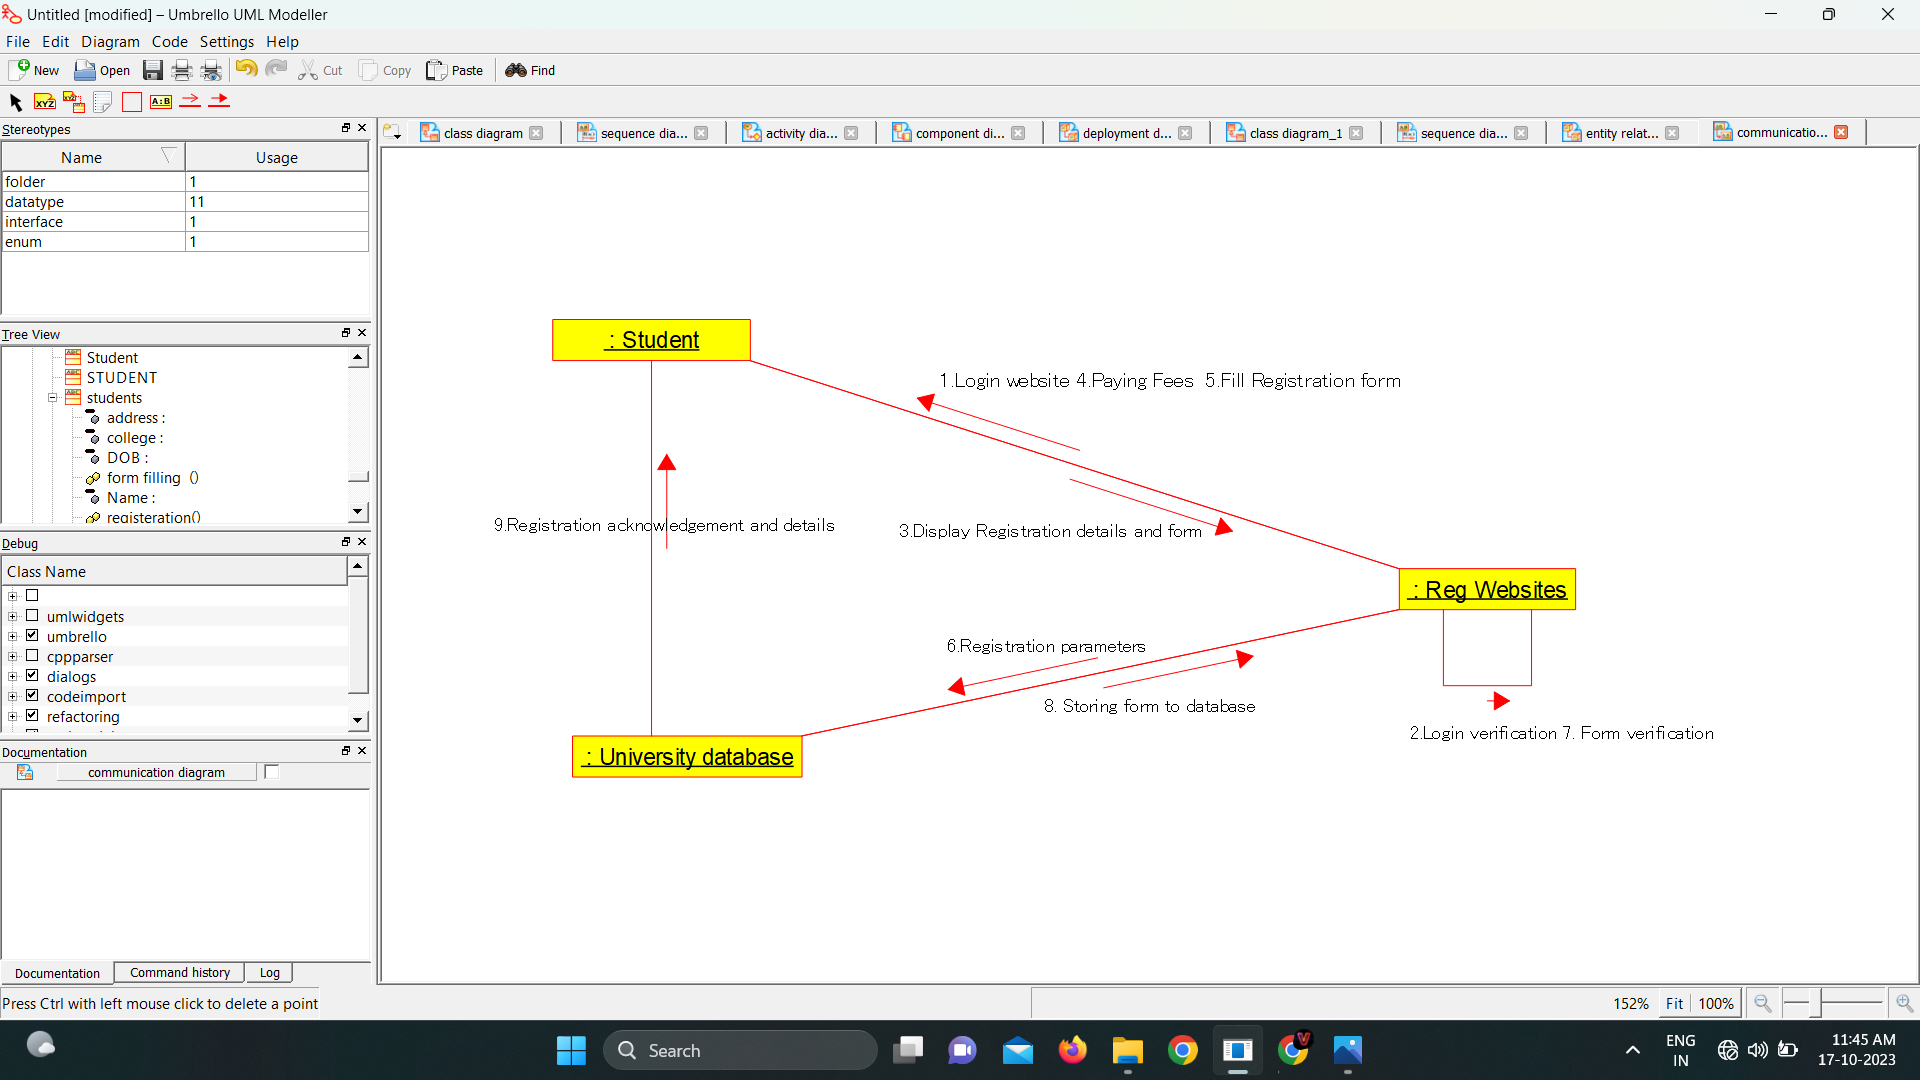 Untitled [modified] – Umbrello UML Modeller
File Edit Diagram Code Settings Help
New Open Cut Copy Paste Find
XYZ A:B
Stereotypes
class diagram sequence dia... activity dia... component di... deployment d... class diagram_1 sequence dia... entity relat... communicatio...
Name Usage
folder 1
datatype 11
interface 1
enum 1
Tree View
Student
STUDENT
students
address :
college :
DOB :
form filling ()
Name :
registeration()
Debug
Class Name
umlwidgets
umbrello
cppparser
dialogs
codeimport
refactoring
Documentation
communication diagram
Documentation Command history Log
: Student
1.Login website 4.Paying Fees 5.Fill Registration form
9.Registration acknowledgement and details
3.Display Registration details and form
: Reg Websites
6.Registration parameters
8. Storing form to database
2.Login verification 7. Form verification
: University database
Press Ctrl with left mouse click to delete a point
152% Fit 100%
Search
ENG
IN
11:45 AM
17-10-2023